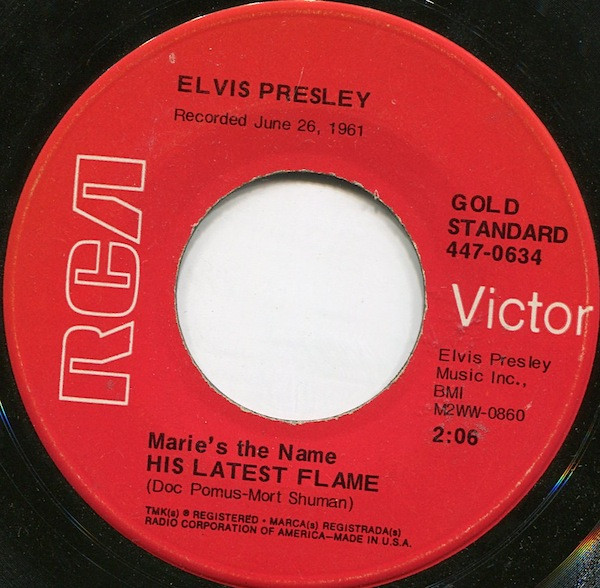 ELVIS PRESLEY
Recorded June 26, 1961
RCA
GOLD
STANDARD
447-0634
Victor
Elvis Presley
Music Inc.,
BMI
M2WW-0860
2:06
Marie's the Name
HIS LATEST FLAME
(Doc Pomus-Mort Shuman)
TMK(s) ® REGISTERED • MARCA(s) REGISTRADA(s)
RADIO CORPORATION OF AMERICA—MADE IN U.S.A.